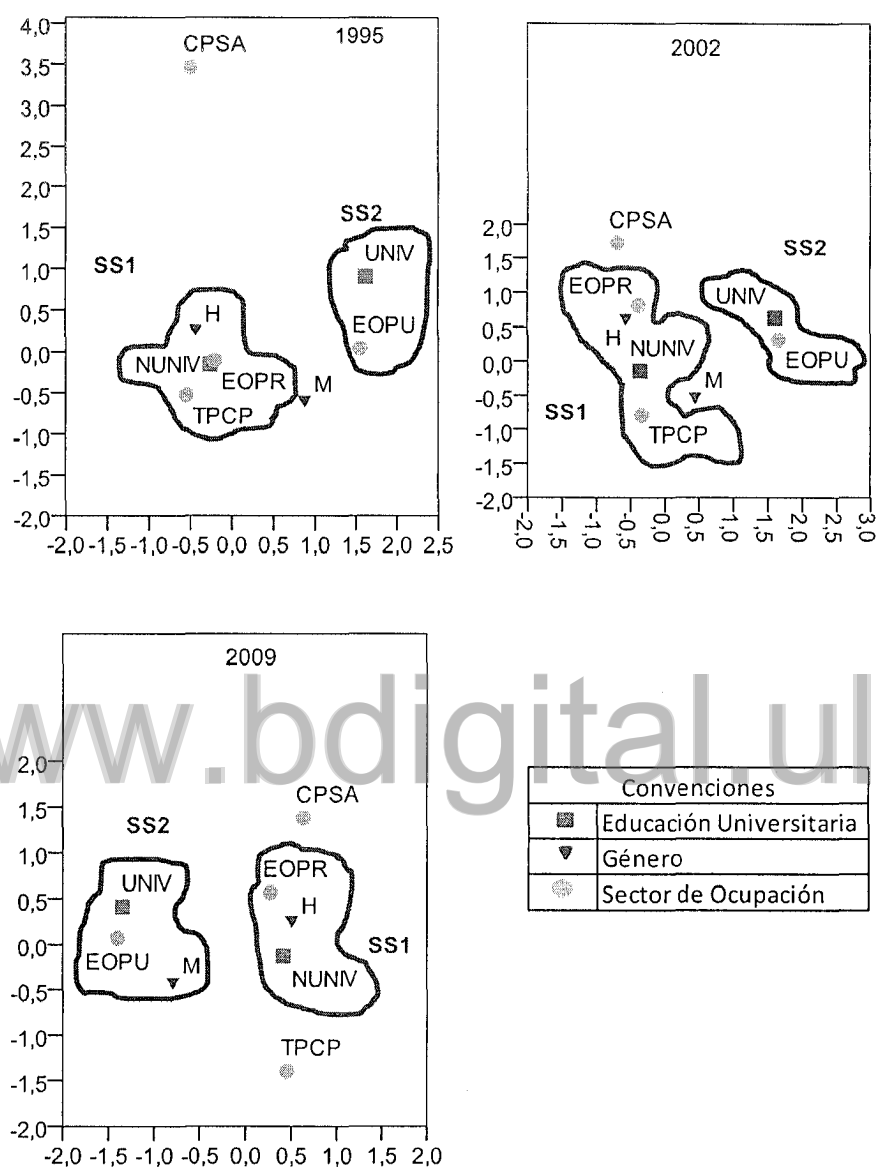 1995
4,0
3,5
3,0
2,5
2,0
1,5
1,0
0,5
0,0
-0,5
-1,0
-1,5
-2,0
CPSA
SS2
UNIV
EOPU
SS1
H
NUNIV
EOPR
M
TPCP
-2,0 -1,5 -1,0 -0,5 0,0 0,5 1,0 1,5 2,0 2,5
2002
2,0
1,5
1,0
0,5
0,0
-0,5
-1,0
-1,5
-2,0
CPSA
SS2
EOPR
UNIV
H
NUNIV
EOPU
M
SS1
TPCP
-2,0 -1,5 -1,0 -0,5 0,0 0,5 1,0 1,5 2,0 2,5 3,0
2009
2,0
1,5
1,0
0,5
0,0
-0,5
-1,0
-1,5
-2,0
CPSA
SS2
EOPR
UNIV
H
SS1
EOPU
M
NUNIV
TPCP
-2,0 -1,5 -1,0 -0,5 0,0 0,5 1,0 1,5 2,0
Convenciones
Educación Universitaria
Género
Sector de Ocupación
ww.bdigital.ul